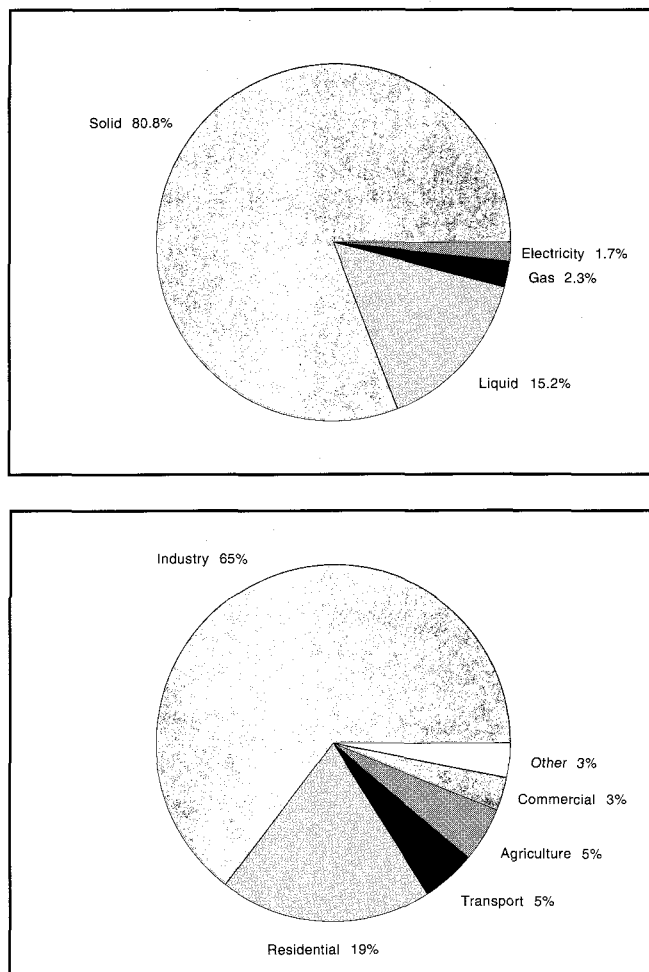 Solid 80.8%
Electricity 1.7%
Gas 2.3%
Liquid 15.2%
Industry 65%
Other 3%
Commercial 3%
Agriculture 5%
Transport 5%
Residential 19%